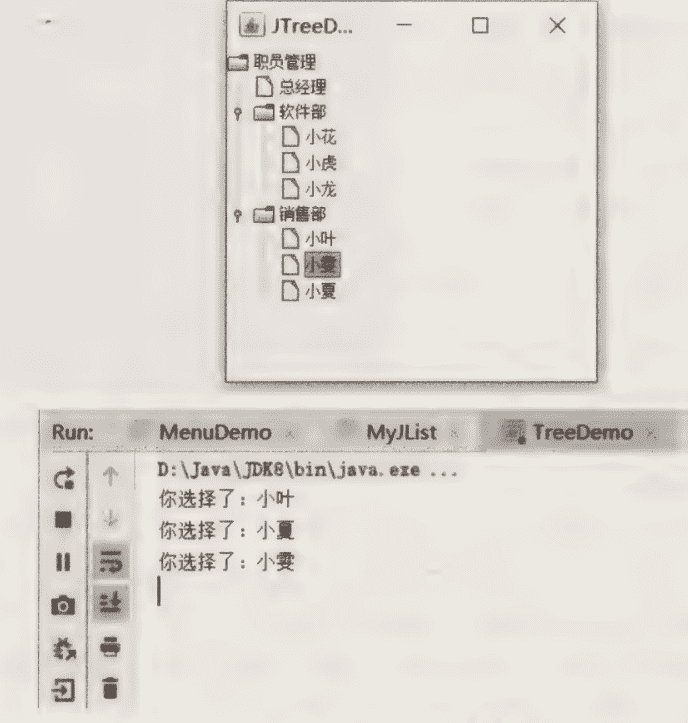 JTreeD...
职员管理
总经理
软件部
小花
小虎
小龙
销售部
小叶
小雯
小夏
Run: MenuDemo × MyJList × TreeDemo ×
D:\Java\JDK8\bin\java.exe ...
你选择了：小叶
你选择了：小夏
你选择了：小雯